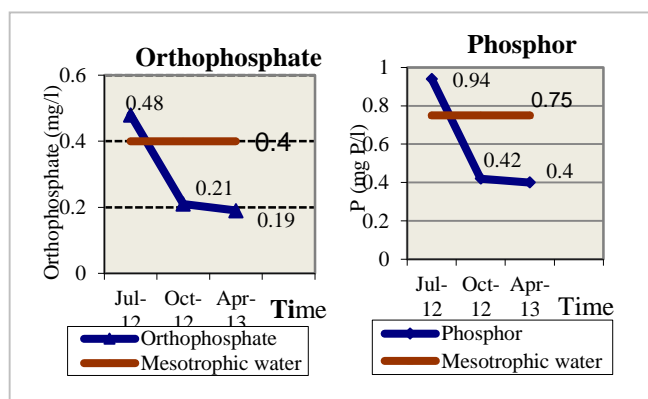 Orthophosphate
Orthophosphate (mg/l)
0.6
0.4
0.2
0
0.48
0.4
0.21
0.19
Jul-
12
Oct-
12
Apr-
13
Time
Orthophosphate
Mesotrophic water
Phosphor
P (mg P/l)
1
0.8
0.6
0.4
0.2
0
0.94
0.75
0.42
0.4
Jul-
12
Oct-
12
Apr-
13
Time
Phosphor
Mesotrophic water